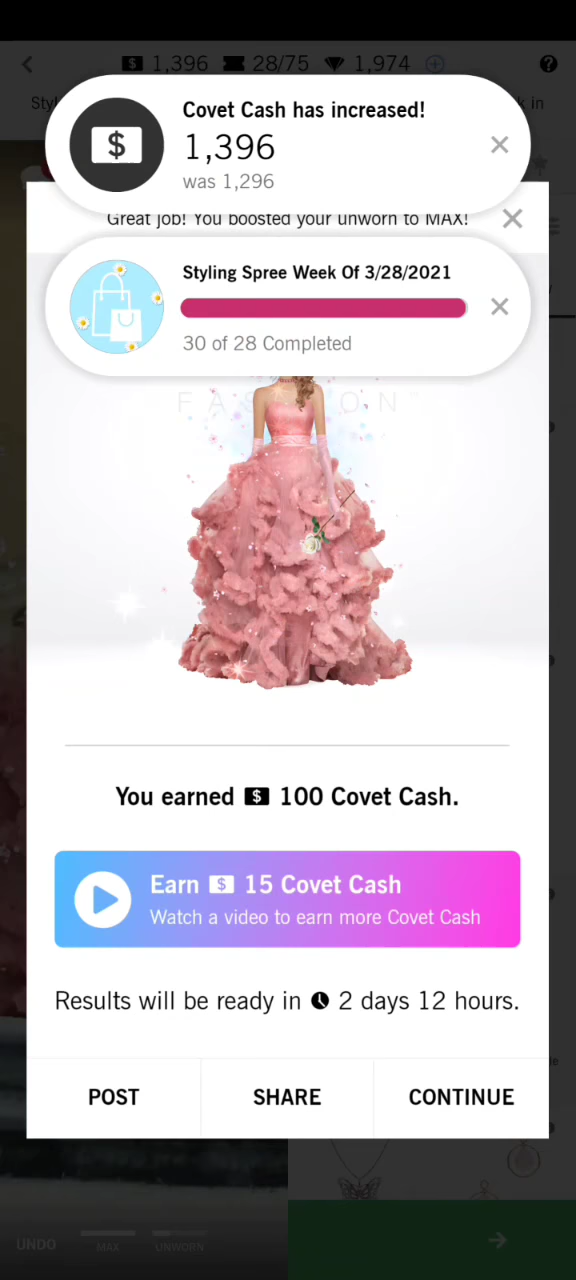 1,396 28/75 1,974
Covet Cash has increased!
1,396
was 1,296
Great job! You boosted your unworn to MAX!
Styling Spree Week Of 3/28/2021
30 of 28 Completed
FASHION
You earned $ 100 Covet Cash.
Earn $ 15 Covet Cash
Watch a video to earn more Covet Cash
Results will be ready in 2 days 12 hours.
POST SHARE CONTINUE
UNDO MAX UNWORN